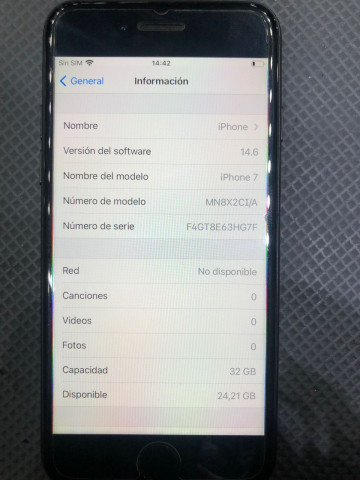 Sin SIM 14:42
General Información
Nombre iPhone
Versión del software 14.6
Nombre del modelo iPhone 7
Número de modelo MN8X2CI/A
Número de serie F4GT8E63HG7F
Red No disponible
Canciones 0
Videos 0
Fotos 0
Capacidad 32 GB
Disponible 24,21 GB